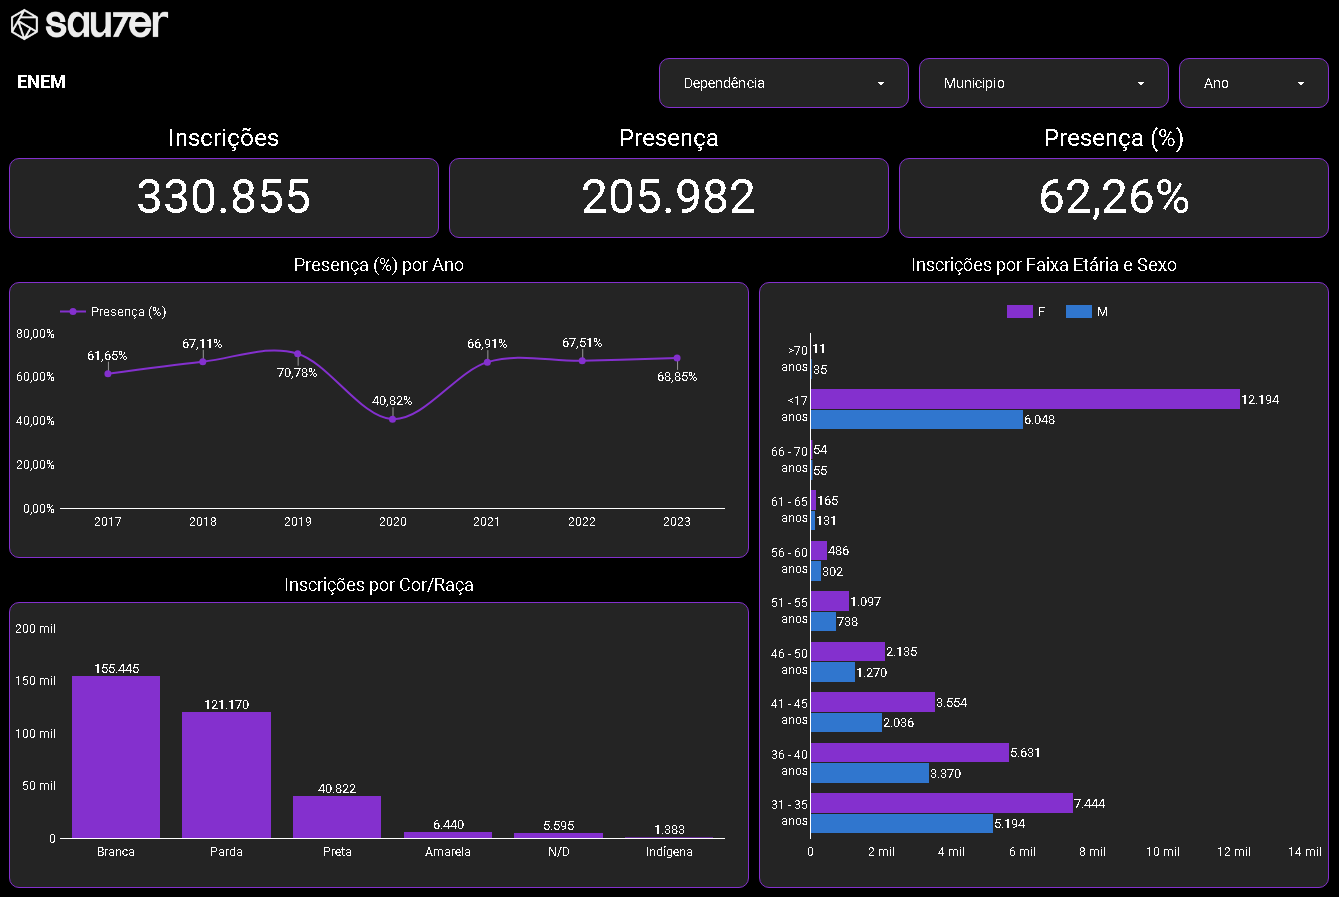 sauzer
ENEM
Dependência
Municipio
Ano
Inscrições
Presença
Presença (%)
330.855
205.982
62,26%
Presença (%) por Ano
Presença (%)
80,00%
60,00%
40,00%
20,00%
0,00%
61,65%
67,11%
70,78%
40,82%
66,91%
67,51%
68,85%
2017
2018
2019
2020
2021
2022
2023
Inscrições por Cor/Raça
200 mil
150 mil
100 mil
50 mil
0
155.445
121.170
40.822
6.440
5.595
1.383
Branca
Parda
Preta
Amarela
N/D
Indígena
Inscrições por Faixa Etária e Sexo
F
M
>70
anos
11
35
<17
anos
12.194
6.048
66 - 70
anos
54
55
61 - 65
anos
165
131
56 - 60
anos
486
302
51 - 55
anos
1.097
738
46 - 50
anos
2.135
1.270
41 - 45
anos
3.554
2.036
36 - 40
anos
5.631
3.370
31 - 35
anos
7.444
5.194
0
2 mil
4 mil
6 mil
8 mil
10 mil
12 mil
14 mil